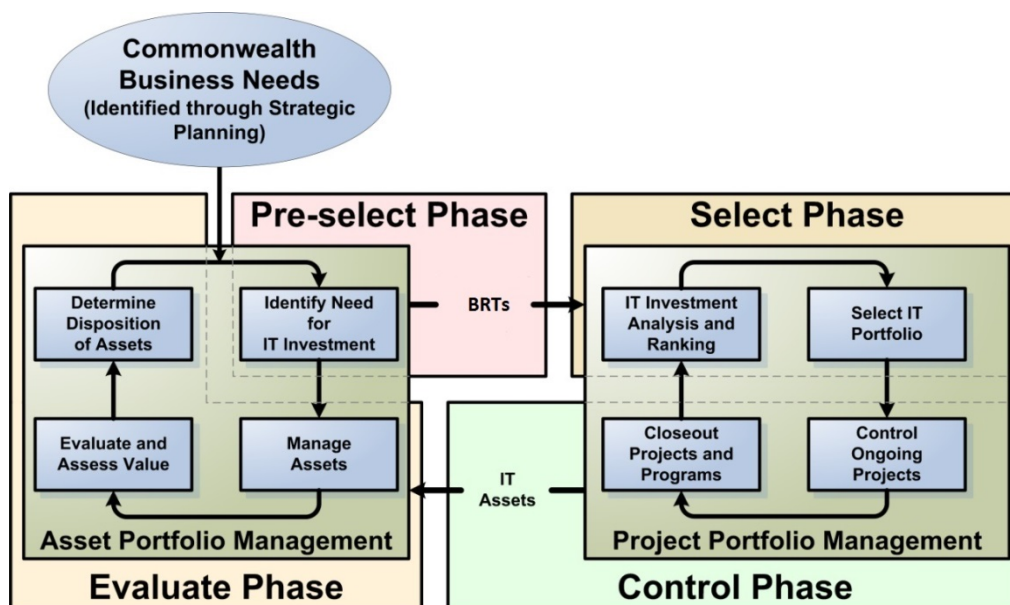 Commonwealth
Business Needs
(Identified through Strategic
Planning)
Pre-select Phase
Select Phase
Determine
Disposition
of Assets
Identify Need
for
IT Investment
BRTs
IT Investment
Analysis and
Ranking
Select IT
Portfolio
Evaluate and
Assess Value
Manage
Assets
IT
Assets
Closeout
Projects and
Programs
Control
Ongoing
Projects
Asset Portfolio Management
Project Portfolio Management
Evaluate Phase
Control Phase